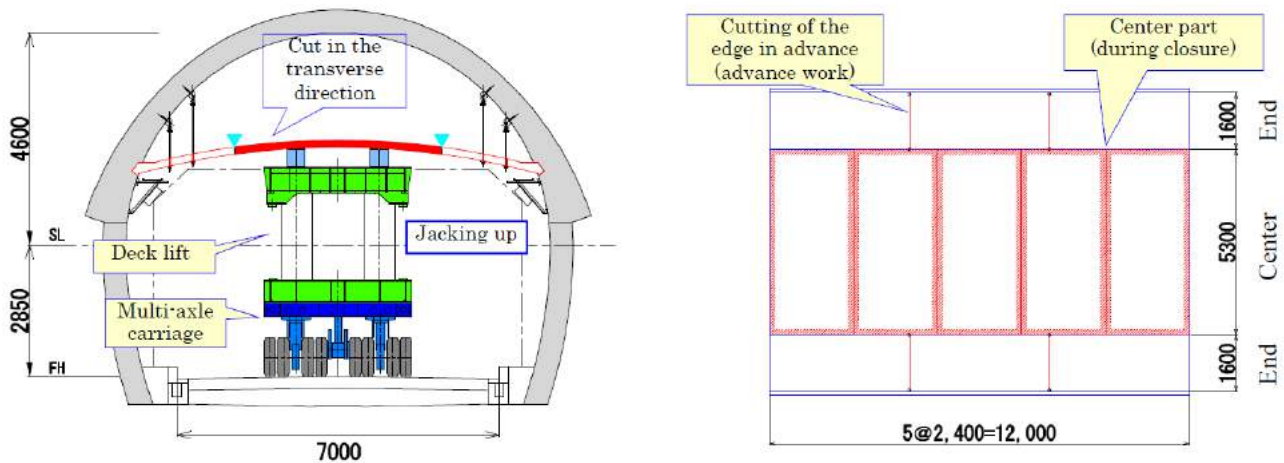 Cut in the
transverse
direction
4600
SL
Deck lift
Jacking up
2850
Multi-axle
carriage
FH
7000
Cutting of the
edge in advance
(advance work)
Center part
(during closure)
1600
End
5300
Center
1600
End
5@2,400=12,000